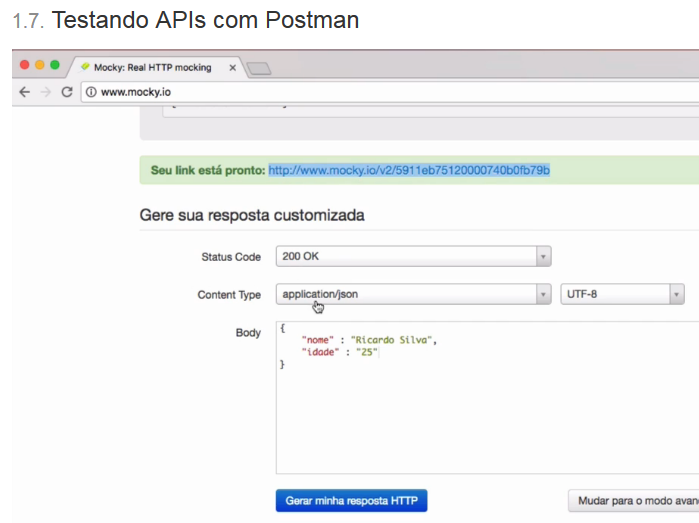 1.7. Testando APIs com Postman
Mocky: Real HTTP mocking
www.mocky.io
Seu link está pronto: http://www.mocky.io/v2/5911eb75120000740b0fb79b
Gere sua resposta customizada
Status Code 200 OK
Content Type application/json UTF-8
Body {
"nome" : "Ricardo Silva",
"idade" : "25"
}
Gerar minha resposta HTTP Mudar para o modo avan